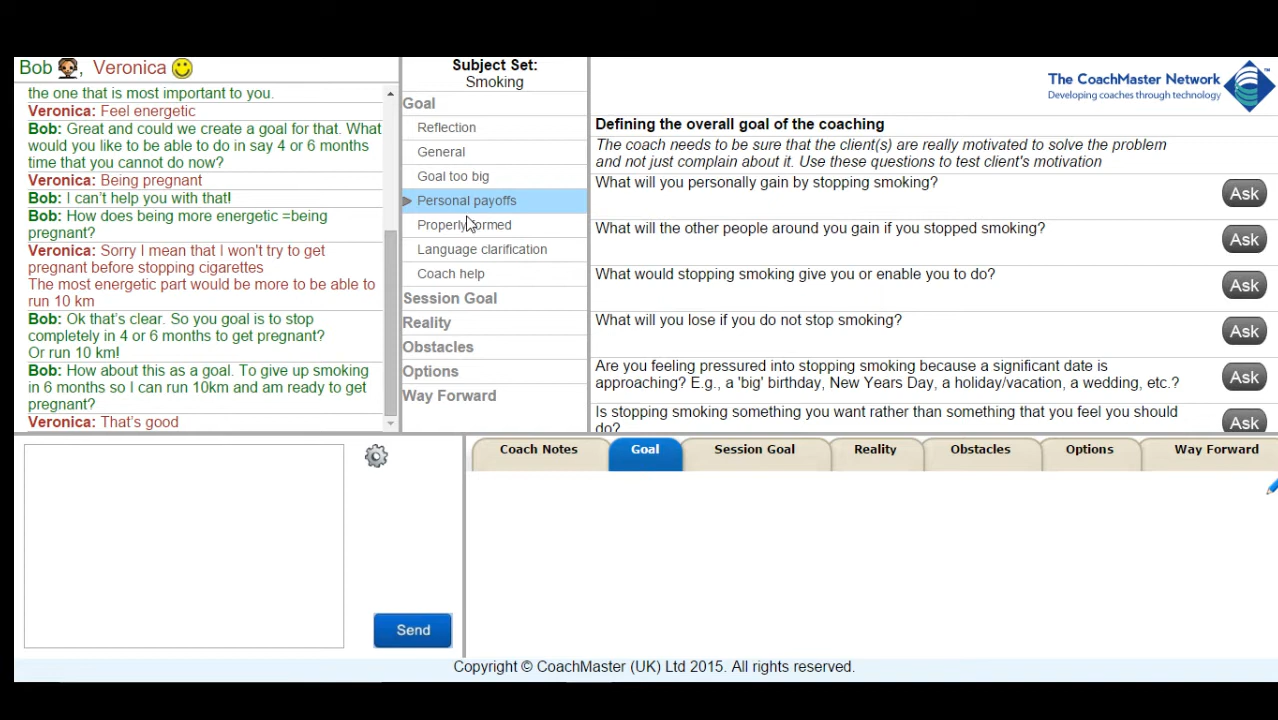 Bob , Veronica
the one that is most important to you.
Veronica: Feel energetic
Bob: Great and could we create a goal for that. What
would you like to be able to do in say 4 or 6 months
time that you cannot do now?
Veronica: Being pregnant
Bob: I can't help you with that!
Bob: How does being more energetic =being
pregnant?
Veronica: Sorry I mean that I won't try to get
pregnant before stopping cigarettes
The most energetic part would be more to be able to
run 10 km
Bob: Ok that's clear. So you goal is to stop
completely in 4 or 6 months to get pregnant?
Or run 10 km!
Bob: How about this as a goal. To give up smoking
in 6 months so I can run 10km and am ready to get
pregnant?
Veronica: That's good
Subject Set:
Smoking
Goal
Reflection
General
Goal too big
Personal payoffs
Properly formed
Language clarification
Coach help
Session Goal
Reality
Obstacles
Options
Way Forward
The CoachMaster Network
Developing coaches through technology
TM
Defining the overall goal of the coaching
The coach needs to be sure that the client(s) are really motivated to solve the problem
and not just complain about it. Use these questions to test client's motivation
What will you personally gain by stopping smoking?
Ask
What will the other people around you gain if you stopped smoking?
Ask
What would stopping smoking give you or enable you to do?
Ask
What will you lose if you do not stop smoking?
Ask
Are you feeling pressured into stopping smoking because a significant date is
approaching? E.g., a 'big' birthday, New Years Day, a holiday/vacation, a wedding, etc.?
Ask
Is stopping smoking something you want rather than something that you feel you should
do?
Ask
Send
Coach Notes
Goal
Session Goal
Reality
Obstacles
Options
Way Forward
Copyright © CoachMaster (UK) Ltd 2015. All rights reserved.